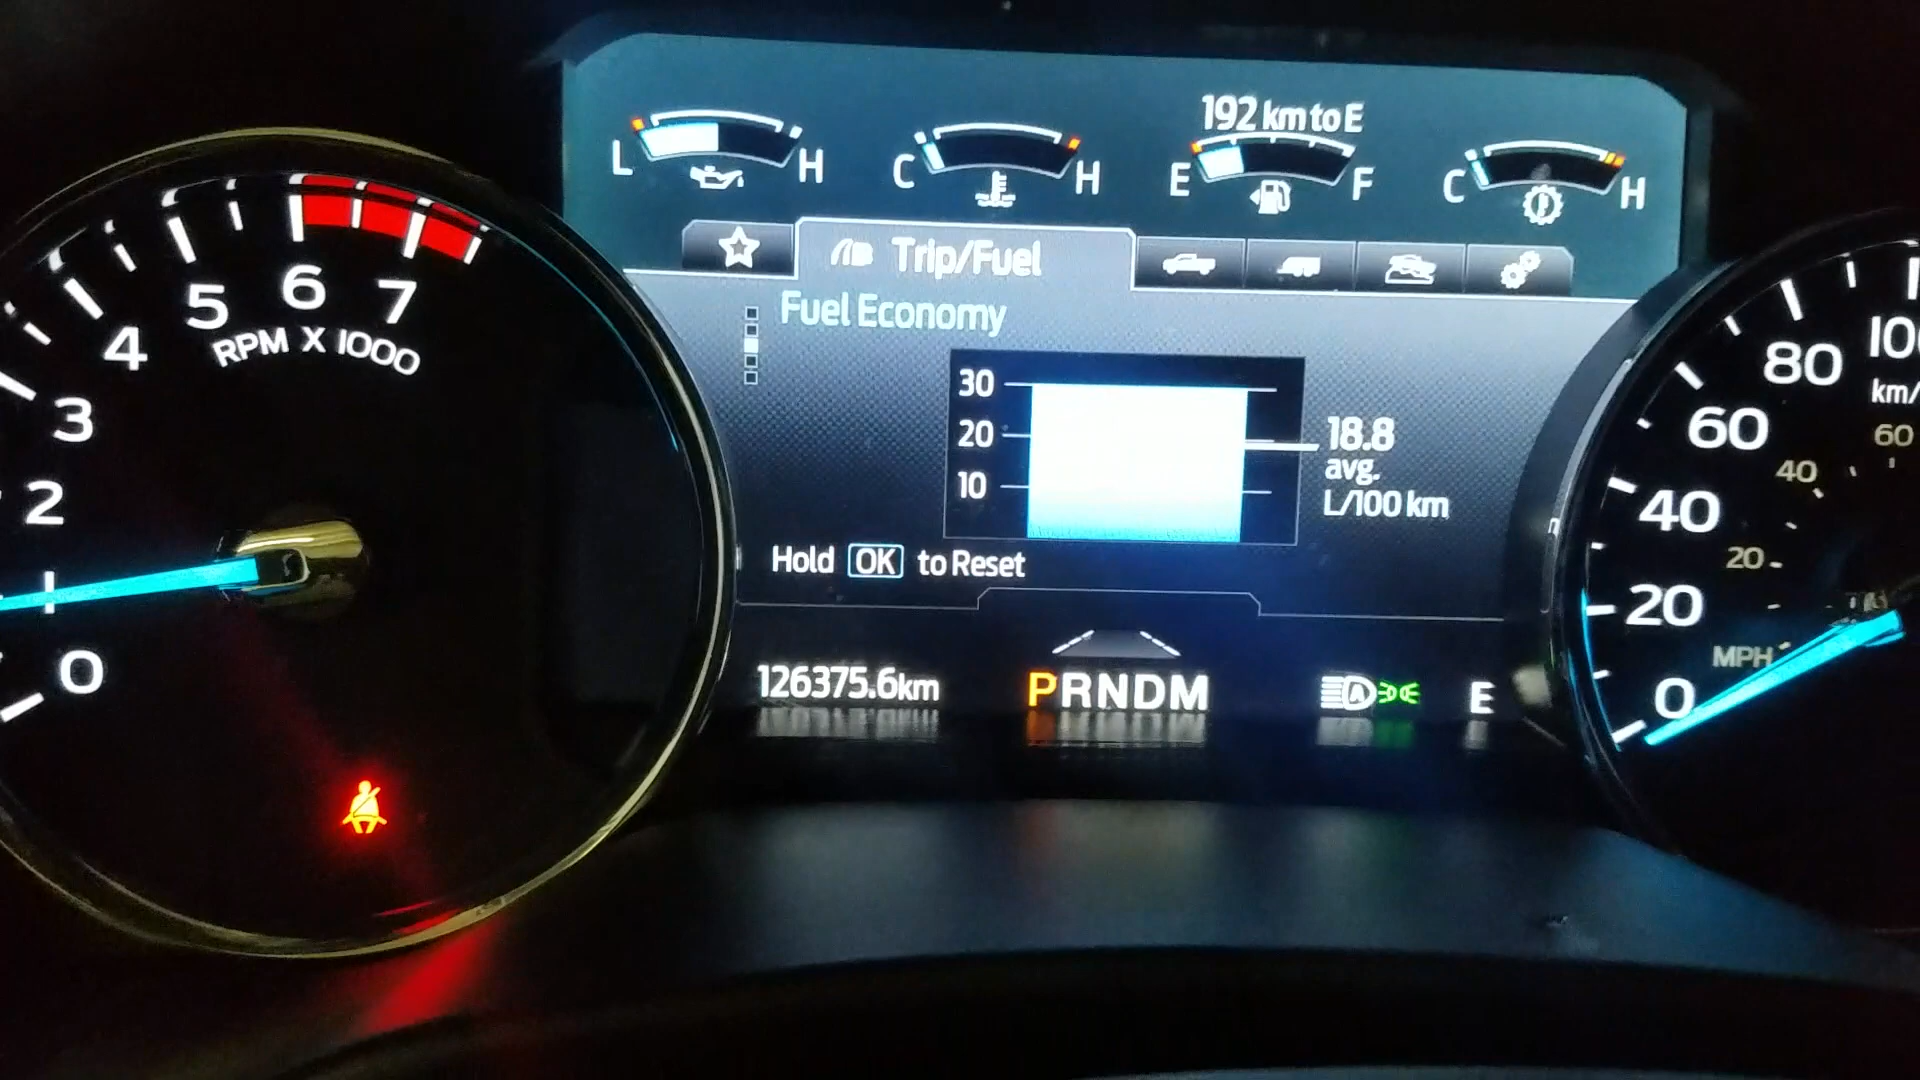 192 km to E
L H
C H
E F
C H
Trip/Fuel
Fuel Economy
30
20
10
18.8
avg.
L/100 km
Hold OK to Reset
126375.6km
PRNDM
A
E
0
2
3
4
5
6
7
RPM X 1000
0
20
40
60
80
km/
MPH
20
40
60